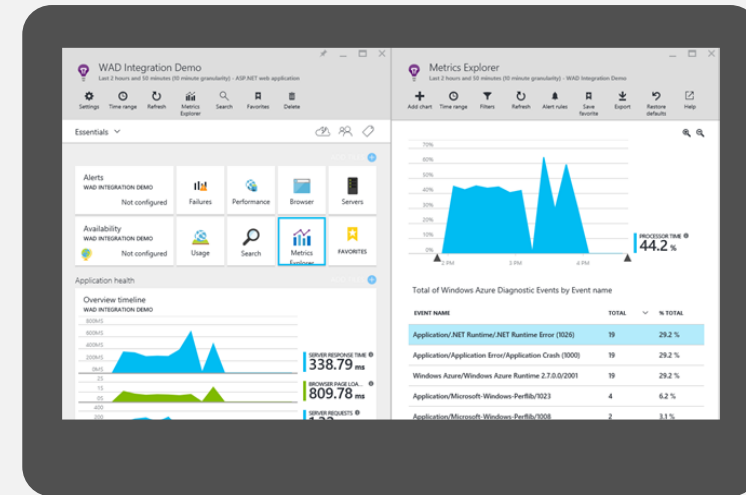 WAD Integration Demo
Last 2 hours and 50 minutes (10 minute granularity) - ASP.NET web application
Settings Time range Refresh Metrics Explorer Search Favorites Delete
Essentials
Alerts
WAD INTEGRATION DEMO
Not configured
Failures
Performance
Browser
Servers
Availability
WAD INTEGRATION DEMO
Not configured
Usage
Search
Metrics
Explorer
FAVORITES
Application health
Overview timeline
WAD INTEGRATION DEMO
800MS
600MS
400MS
200MS
0MS
SERVER RESPONSE TIME
338.79 ms
BROWSER PAGE LOA...
809.78 ms
400
200
SERVER REQUESTS
Metrics Explorer
Last 2 hours and 50 minutes (10 minute granularity) - WAD Integration Demo
Add chart Time range Filters Refresh Alert rules Save favorite Export Restore defaults Help
70%
60%
50%
40%
30%
20%
10%
0%
2 PM 3 PM 4 PM
PROCESSOR TIME
44.2 %
Total of Windows Azure Diagnostic Events by Event name
EVENT NAME TOTAL % TOTAL
Application/.NET Runtime/.NET Runtime Error (1026) 19 29.2 %
Application/Application Error/Application Crash (1000) 19 29.2 %
Windows Azure/Windows Azure Runtime 2.7.0.0/2001 19 29.2 %
Application/Microsoft-Windows-Perflib/1023 4 6.2 %
Application/Microsoft-Windows-Perflib/1008 2 3.1 %